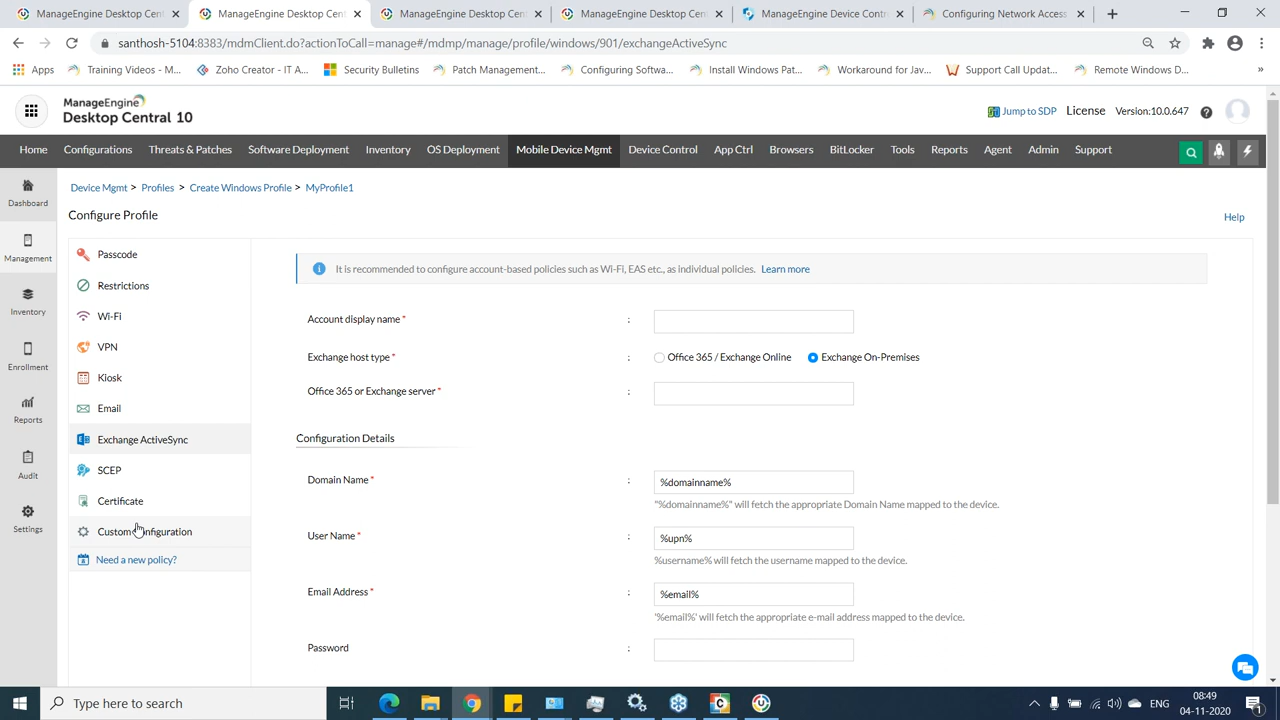 ManageEngine Desktop Cent
ManageEngine Desktop Cent
ManageEngine Desktop Cent
ManageEngine Desktop Cent
ManageEngine Device Contr
Configuring Network Access
santhosh-5104:8383/mdmClient.do?actionToCall=manage#/mdmp/manage/profile/windows/901/exchangeActiveSync
Apps
Training Videos - M...
Zoho Creator - IT A...
Security Bulletins
Patch Management...
Configuring Softwa...
Install Windows Pat...
Workaround for Jav...
Support Call Updat...
Remote Windows D...
»
ManageEngine
Desktop Central 10
Jump to SDP
License
Version:10.0.647
Home
Configurations
Threats & Patches
Software Deployment
Inventory
OS Deployment
Mobile Device Mgmt
Device Control
App Ctrl
Browsers
BitLocker
Tools
Reports
Agent
Admin
Support
Dashboard
Management
Inventory
Enrollment
Reports
Audit
Settings
Device Mgmt > Profiles > Create Windows Profile > MyProfile1
Configure Profile
Help
Passcode
Restrictions
Wi-Fi
VPN
Kiosk
Email
Exchange ActiveSync
SCEP
Certificate
Custom Configuration
Need a new policy?
It is recommended to configure account-based policies such as Wi-Fi, EAS etc., as individual policies. Learn more
Account display name * :
Exchange host type * : Office 365 / Exchange Online Exchange On-Premises
Office 365 or Exchange server * :
Configuration Details
Domain Name * : %domainname%
"%domainname%" will fetch the appropriate Domain Name mapped to the device.
User Name * : %upn%
%username% will fetch the username mapped to the device.
Email Address * : %email%
'%email%' will fetch the appropriate e-mail address mapped to the device.
Password :
Type here to search
ENG
08:49
04-11-2020
1